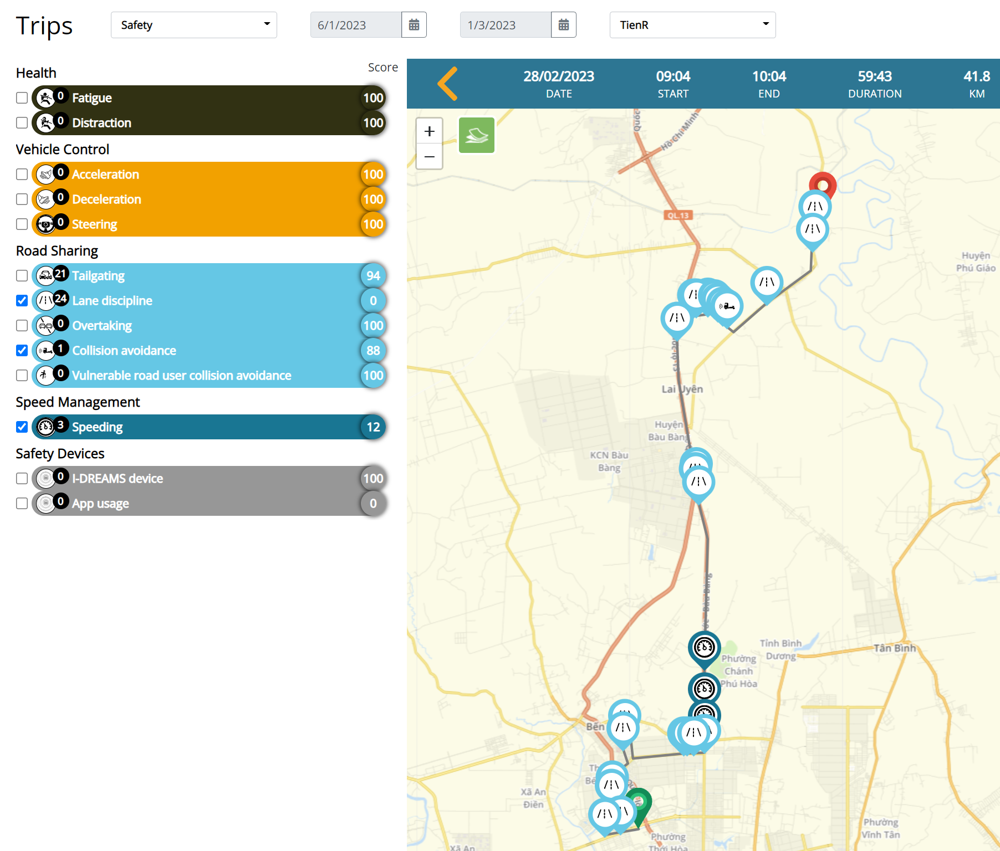 Trips
Safety
6/1/2023
1/3/2023
TienR
Score
Health
0 Fatigue 100
0 Distraction 100
Vehicle Control
0 Acceleration 100
0 Deceleration 100
0 Steering 100
Road Sharing
21 Tailgating 94
24 Lane discipline 0
0 Overtaking 100
1 Collision avoidance 88
0 Vulnerable road user collision avoidance 100
Speed Management
3 Speeding 12
Safety Devices
0 I-DREAMS device 100
0 App usage 0
28/02/2023 09:04 10:04 59:43 41.8
DATE START END DURATION KM
+
−
Quốc
Hồ Chí Minh
QL.13
Huyện
Phú Giáo
Lai Uyên
Huyện
Bàu Bàng
KCN Bàu
Bàng
Tỉnh Bình
Dương
Tân Bình
Phường
Chánh
Phú Hòa
Bến
Xã An
Điền
Phường
Vĩnh Tân
Phường
Thới Hòa
Xã An